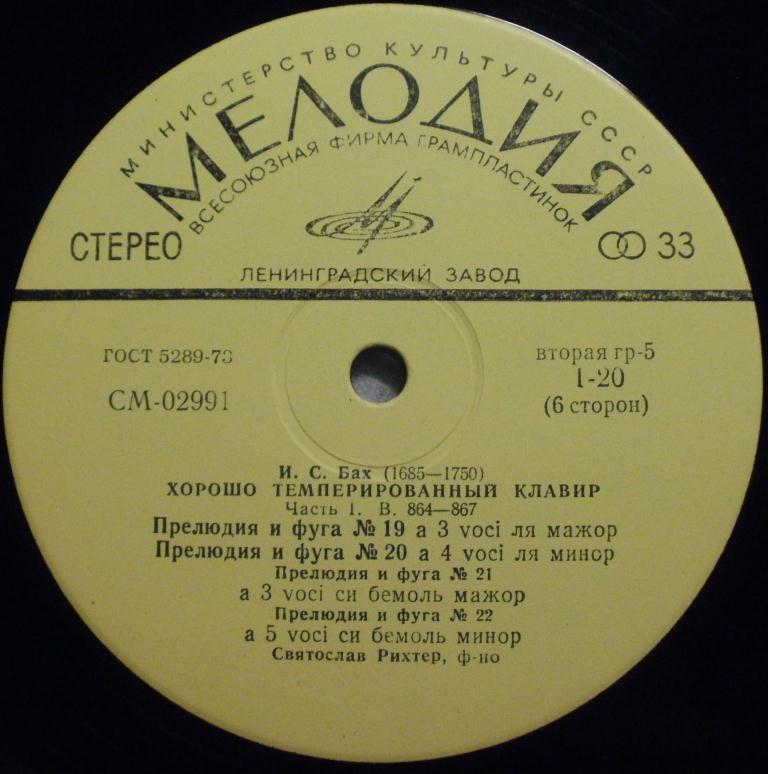 МИНИСТЕРСТВО КУЛЬТУРЫ СССР
МЕЛОДИЯ
ВСЕСОЮЗНАЯ ФИРМА ГРАМПЛАСТИНОК
СТЕРЕО
33
ЛЕНИНГРАДСКИЙ ЗАВОД
ГОСТ 5289-73
вторая гр-5
СМ-02991
1-20
(6 сторон)
И. С. Бах (1685—1750)
ХОРОШО ТЕМПЕРИРОВАННЫЙ КЛАВИР
Часть I. В. 864—867
Прелюдия и фуга № 19 а 3 voci ля мажор
Прелюдия и фуга № 20 а 4 voci ля минор
Прелюдия и фуга № 21
а 3 voci си бемоль мажор
Прелюдия и фуга № 22
а 5 voci си бемоль минор
Святослав Рихтер, ф-но